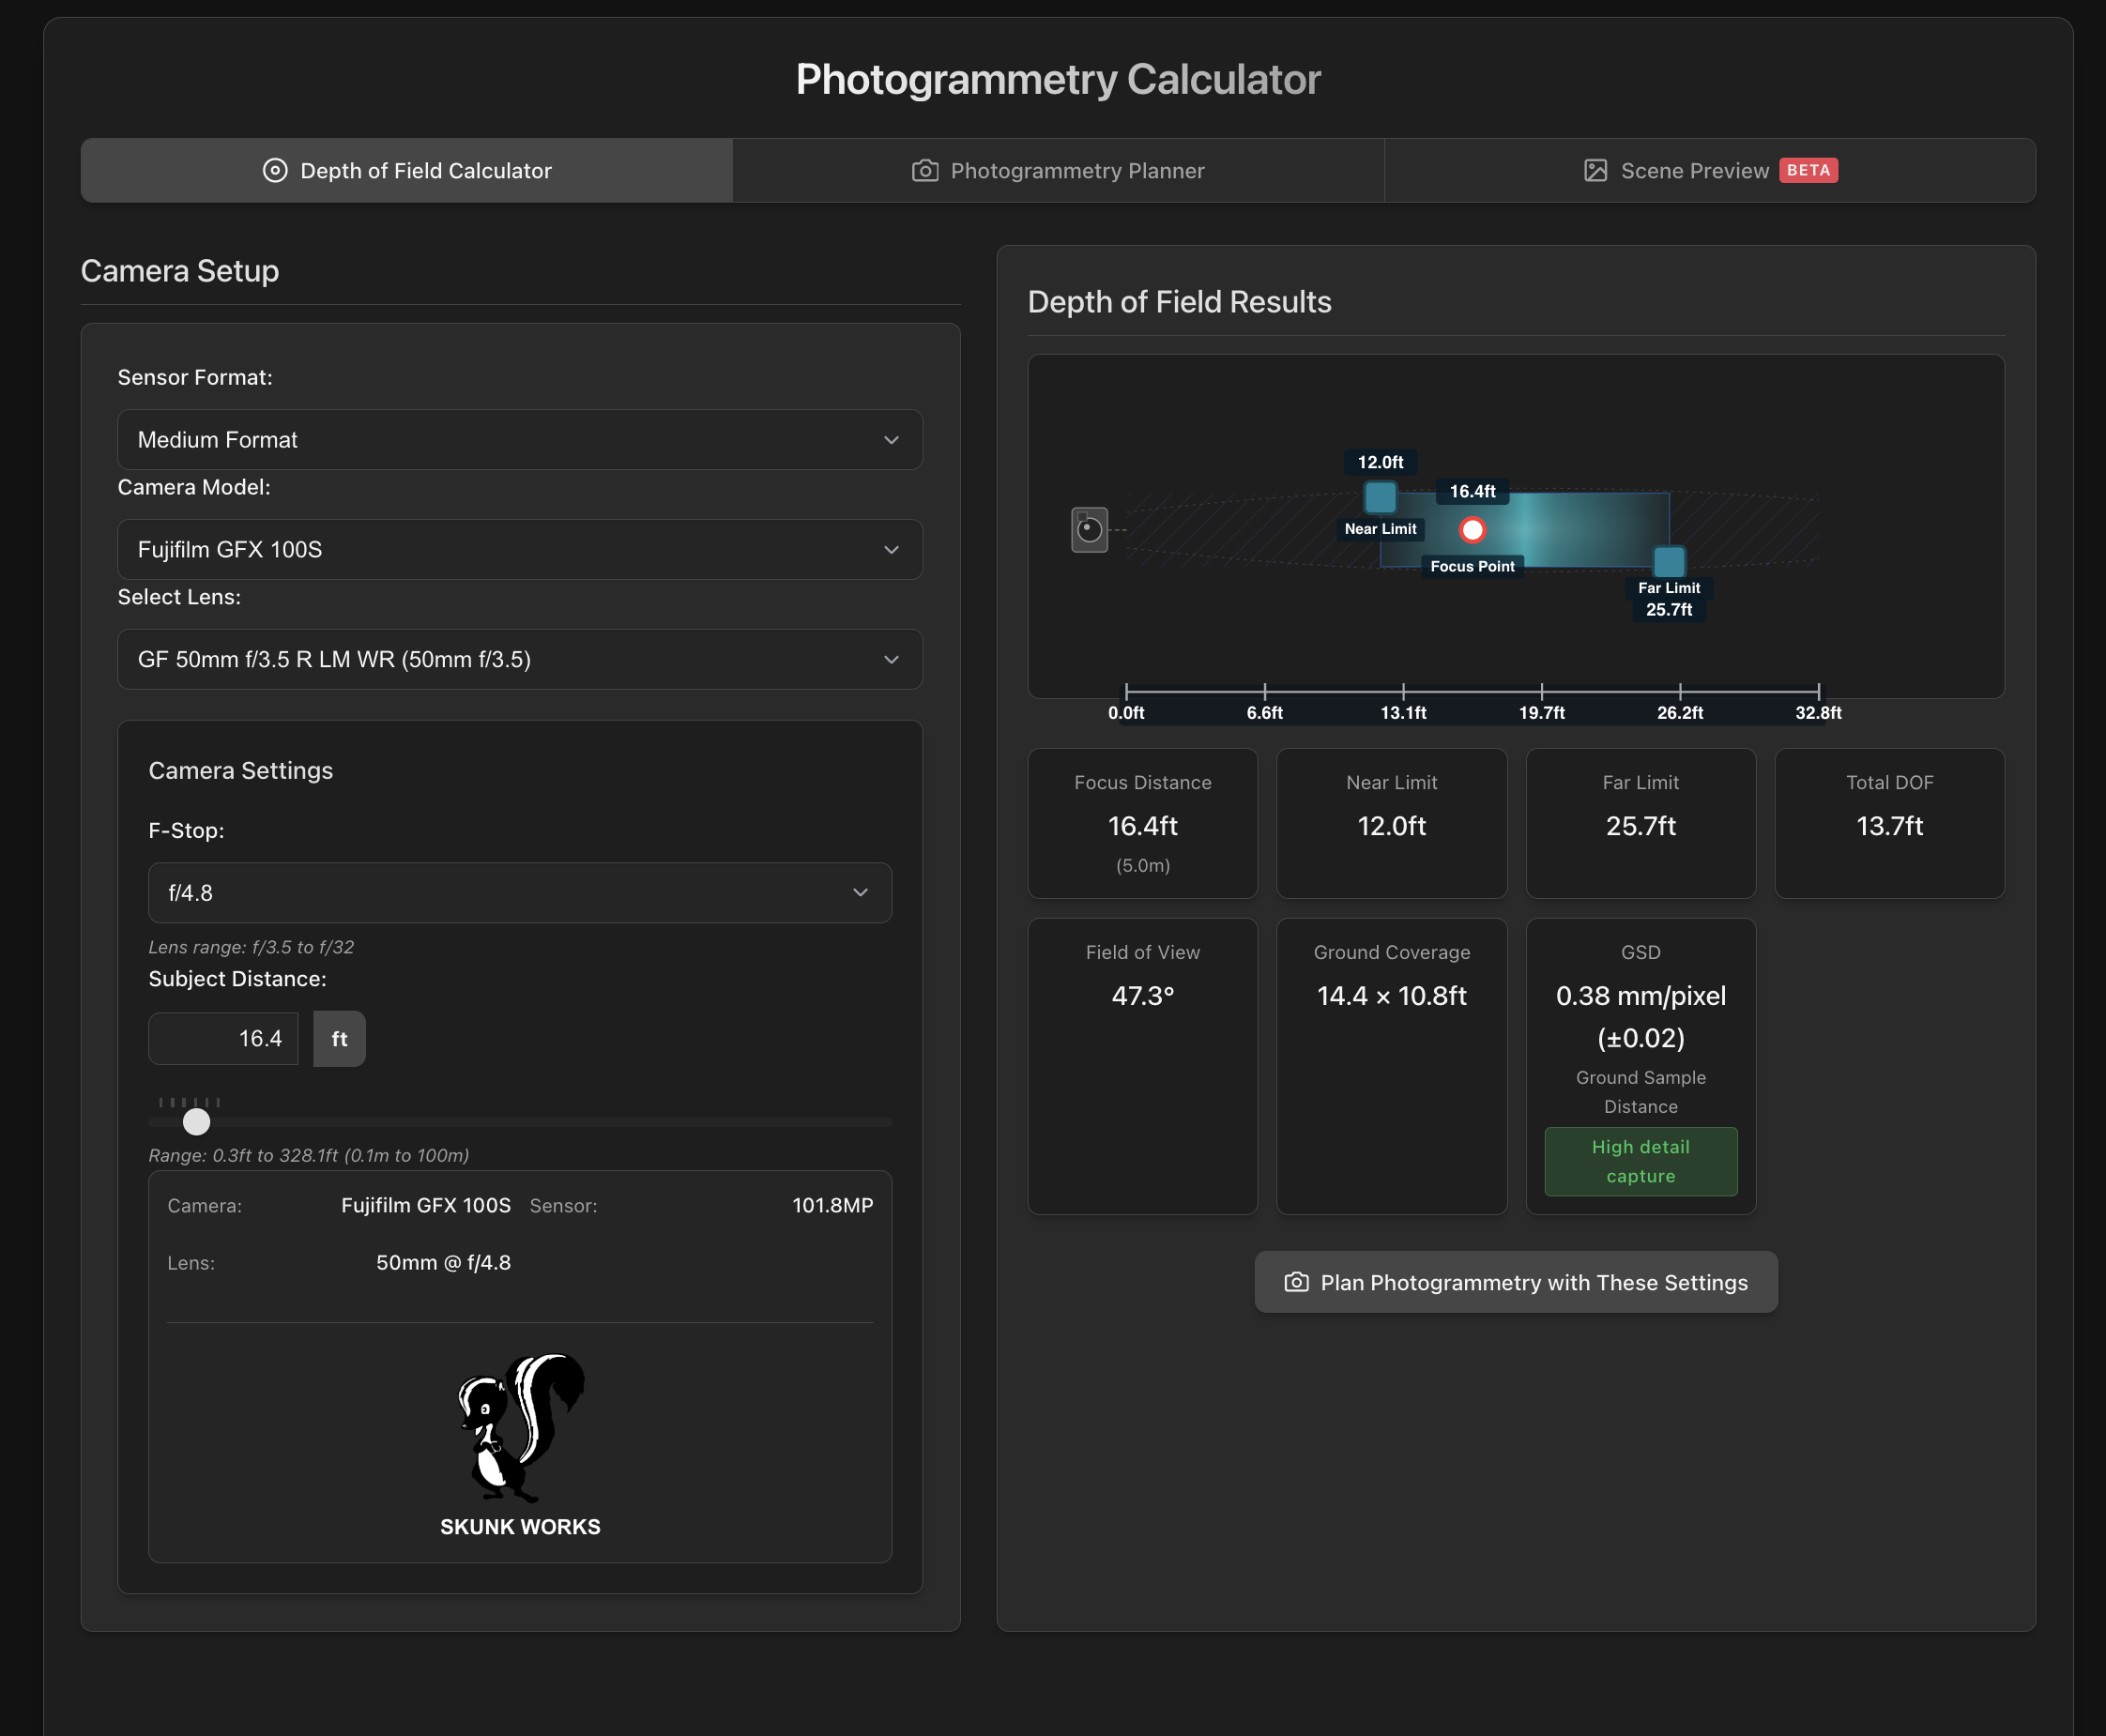 Photogrammetry Calculator
Depth of Field Calculator
Photogrammetry Planner
Scene Preview BETA
Camera Setup
Sensor Format:
Medium Format
Camera Model:
Fujifilm GFX 100S
Select Lens:
GF 50mm f/3.5 R LM WR (50mm f/3.5)
Camera Settings
F-Stop:
f/4.8
Lens range: f/3.5 to f/32
Subject Distance:
16.4 ft
Range: 0.3ft to 328.1ft (0.1m to 100m)
Camera: Fujifilm GFX 100S Sensor: 101.8MP
Lens: 50mm @ f/4.8
SKUNK WORKS
Depth of Field Results
12.0ft
16.4ft
Near Limit
Focus Point
Far Limit
25.7ft
0.0ft 6.6ft 13.1ft 19.7ft 26.2ft 32.8ft
Focus Distance
16.4ft
(5.0m)
Near Limit
12.0ft
Far Limit
25.7ft
Total DOF
13.7ft
Field of View
47.3°
Ground Coverage
14.4 × 10.8ft
GSD
0.38 mm/pixel
(±0.02)
Ground Sample
Distance
High detail
capture
Plan Photogrammetry with These Settings